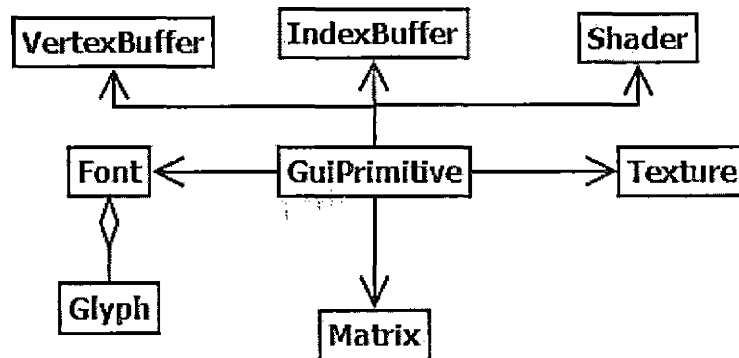 VertexBuffer
IndexBuffer
Shader
Font
GuiPrimitive
Texture
Glyph
Matrix